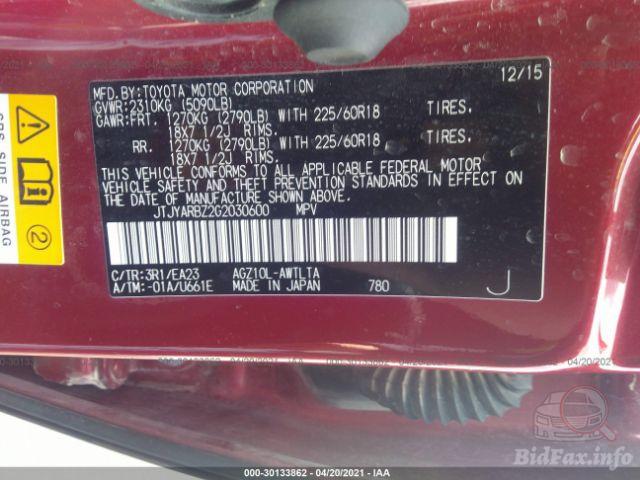 MFD. BY: TOYOTA MOTOR CORPORATION 12/15
GVWR: 2310KG (5090LB)
GAWR: FRT. 1270KG (2790LB) WITH 225/60R18 TIRES.
18X7 1/2J RIMS.
RR. 1270KG (2790LB) WITH 225/60R18 TIRES.
18X7 1/2J RIMS.
THIS VEHICLE CONFORMS TO ALL APPLICABLE FEDERAL MOTOR
VEHICLE SAFETY AND THEFT PREVENTION STANDARDS IN EFFECT ON
THE DATE OF MANUFACTURE SHOWN ABOVE.
JTJYARBZ2G2030600 MPV
C/TR: 3R1/EA23 AGZ10L-AWTLTA
A/TM: -01A/U661E MADE IN JAPAN 780 J
SRS SIDE AIRBAG
2
000-30133862 - 04/20/2021 - IAA
BidFax.info